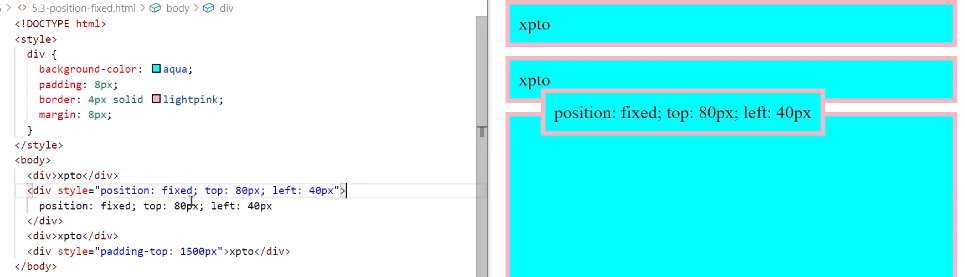 5.3-position-fixed.html > body > div
<!DOCTYPE html>
<style>
div {
background-color: aqua;
padding: 8px;
border: 4px solid lightpink;
margin: 8px;
}
</style>
<body>
<div>xpto</div>
<div style="position: fixed; top: 80px; left: 40px">
position: fixed; top: 80px; left: 40px
</div>
<div>xpto</div>
<div style="padding-top: 1500px">xpto</div>
</body>
xpto
xpto
position: fixed; top: 80px; left: 40px